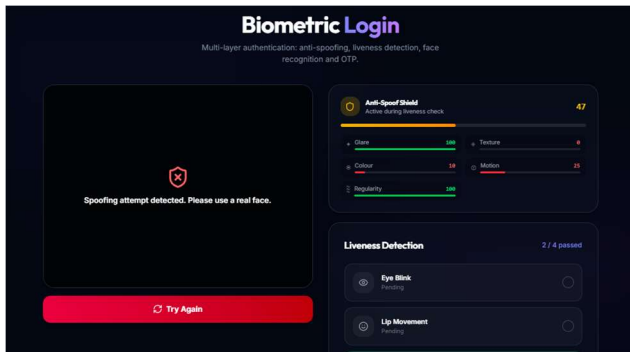 Biometric Login
Multi-layer authentication: anti-spoofing, liveness detection, face
recognition and OTP.
Spoofing attempt detected. Please use a real face.
Try Again
Anti-Spoof Shield
Active during liveness check
47
Glare 100
Texture 0
Colour 10
Motion 25
Regularity 100
Liveness Detection
2 / 4 passed
Eye Blink
Pending
Lip Movement
Pending